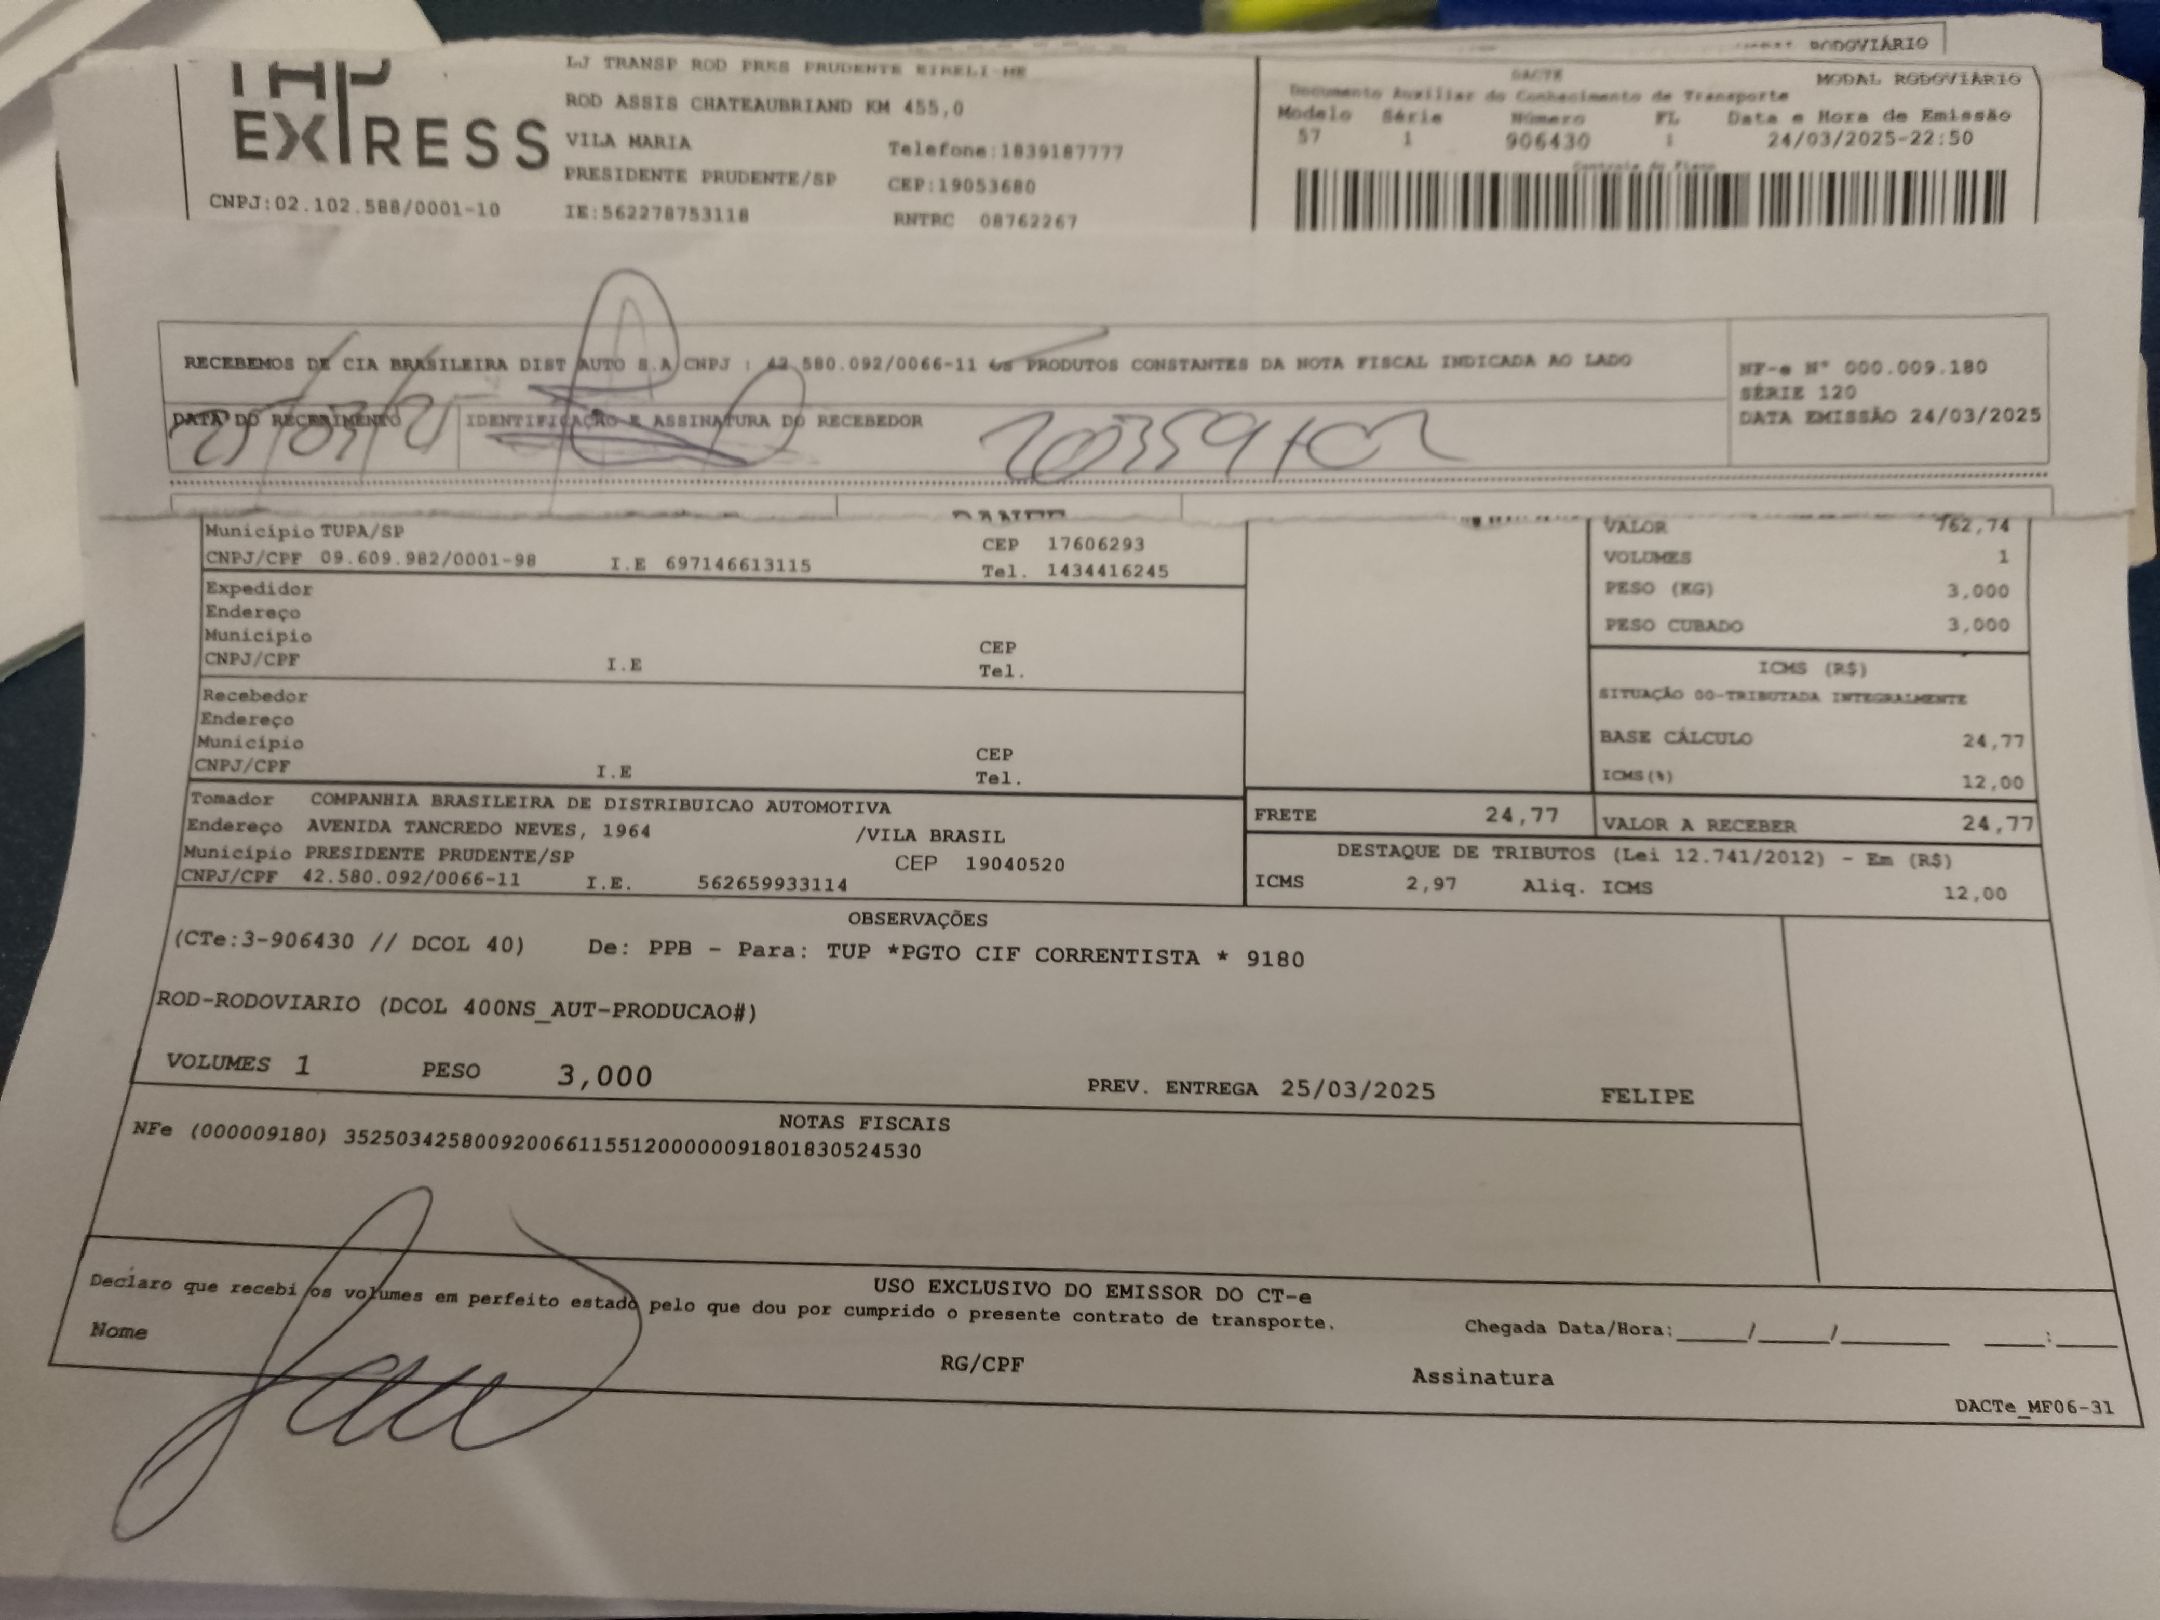 EXPRESS
CNPJ:02.102.588/0001-10
LJ TRANSP ROD PRES PRUDENTE EIRELI-ME
ROD ASSIS CHATEAUBRIAND KM 455,0
VILA MARIA Telefone:1839187777
PRESIDENTE PRUDENTE/SP CEP:19053680
IE:562278753118 RNTRC 08762267
RODOVIÁRIO
DACTE MODAL RODOVIÁRIO
Documento Auxiliar do Conhecimento de Transporte
Modelo Série Número FL Data e Hora de Emissão
57 1 906430 1 24/03/2025-22:50
Controle do Fisco
RECEBEMOS DE CIA BRASILEIRA DIST AUTO S.A CNPJ : 42.580.092/0066-11 os PRODUTOS CONSTANTES DA NOTA FISCAL INDICADA AO LADO
NF-e Nº 000.009.180
SÉRIE 120
DATA EMISSÃO 24/03/2025
DATA DO RECEBIMENTO IDENTIFICAÇÃO E ASSINATURA DO RECEBEDOR
25/03/25
DANFE
Município TUPA/SP CEP 17606293
CNPJ/CPF 09.609.982/0001-98 I.E 697146613115 Tel. 1434416245
Expedidor
Endereço
Município CEP
CNPJ/CPF I.E Tel.
Recebedor
Endereço
Município CEP
CNPJ/CPF I.E Tel.
Tomador COMPANHIA BRASILEIRA DE DISTRIBUICAO AUTOMOTIVA
Endereço AVENIDA TANCREDO NEVES, 1964 /VILA BRASIL
Município PRESIDENTE PRUDENTE/SP CEP 19040520
CNPJ/CPF 42.580.092/0066-11 I.E. 562659933114
VALOR 762,74
VOLUMES 1
PESO (KG) 3,000
PESO CUBADO 3,000
ICMS (R$)
SITUAÇÃO 00-TRIBUTADA INTEGRALMENTE
BASE CÁLCULO 24,77
ICMS(%) 12,00
FRETE 24,77 VALOR A RECEBER 24,77
DESTAQUE DE TRIBUTOS (Lei 12.741/2012) - Em (R$)
ICMS 2,97 Aliq. ICMS 12,00
OBSERVAÇÕES
(CTe:3-906430 // DCOL 40) De: PPB - Para: TUP *PGTO CIF CORRENTISTA * 9180
ROD-RODOVIARIO (DCOL 400NS_AUT-PRODUCAO#)
VOLUMES 1 PESO 3,000 PREV. ENTREGA 25/03/2025 FELIPE
NOTAS FISCAIS
NFe (000009180) 35250342580092006611551200000091801830524530
USO EXCLUSIVO DO EMISSOR DO CT-e
Declaro que recebi os volumes em perfeito estado pelo que dou por cumprido o presente contrato de transporte.
Chegada Data/Hora:_____/_____/_______ ____:____
Nome RG/CPF Assinatura
DACTe_MF06-31